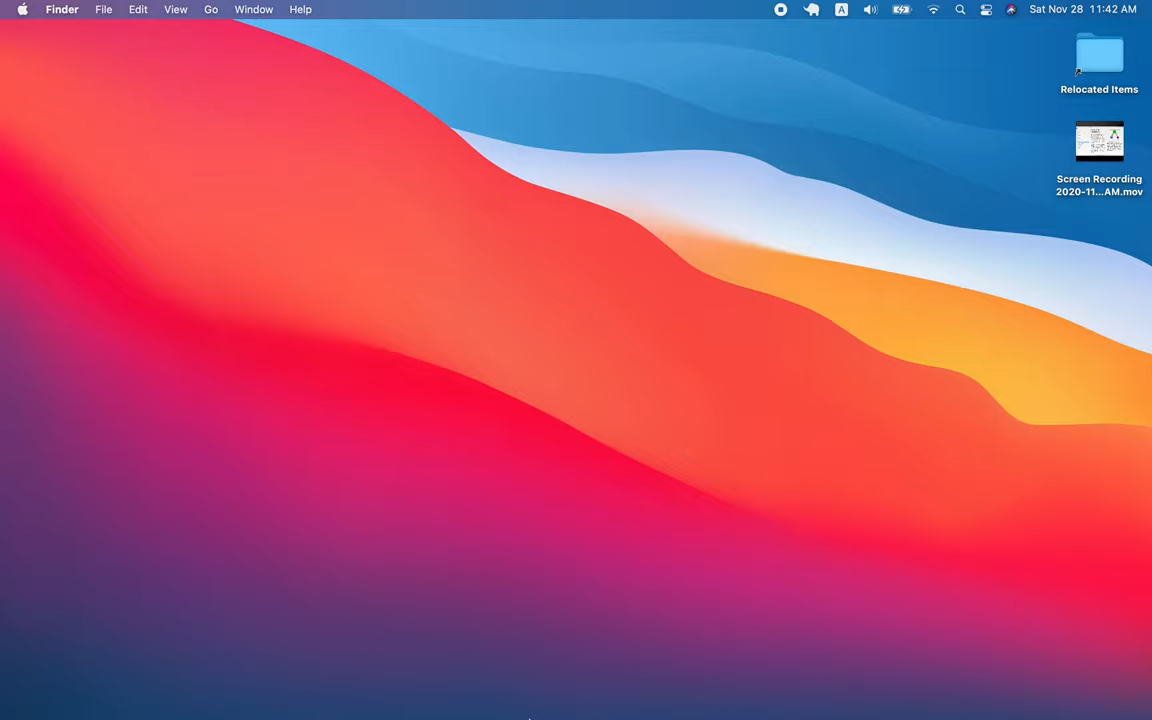 Finder File Edit View Go Window Help A Sat Nov 28 11:42 AM
Relocated Items
Screen Recording
2020-11...AM.mov